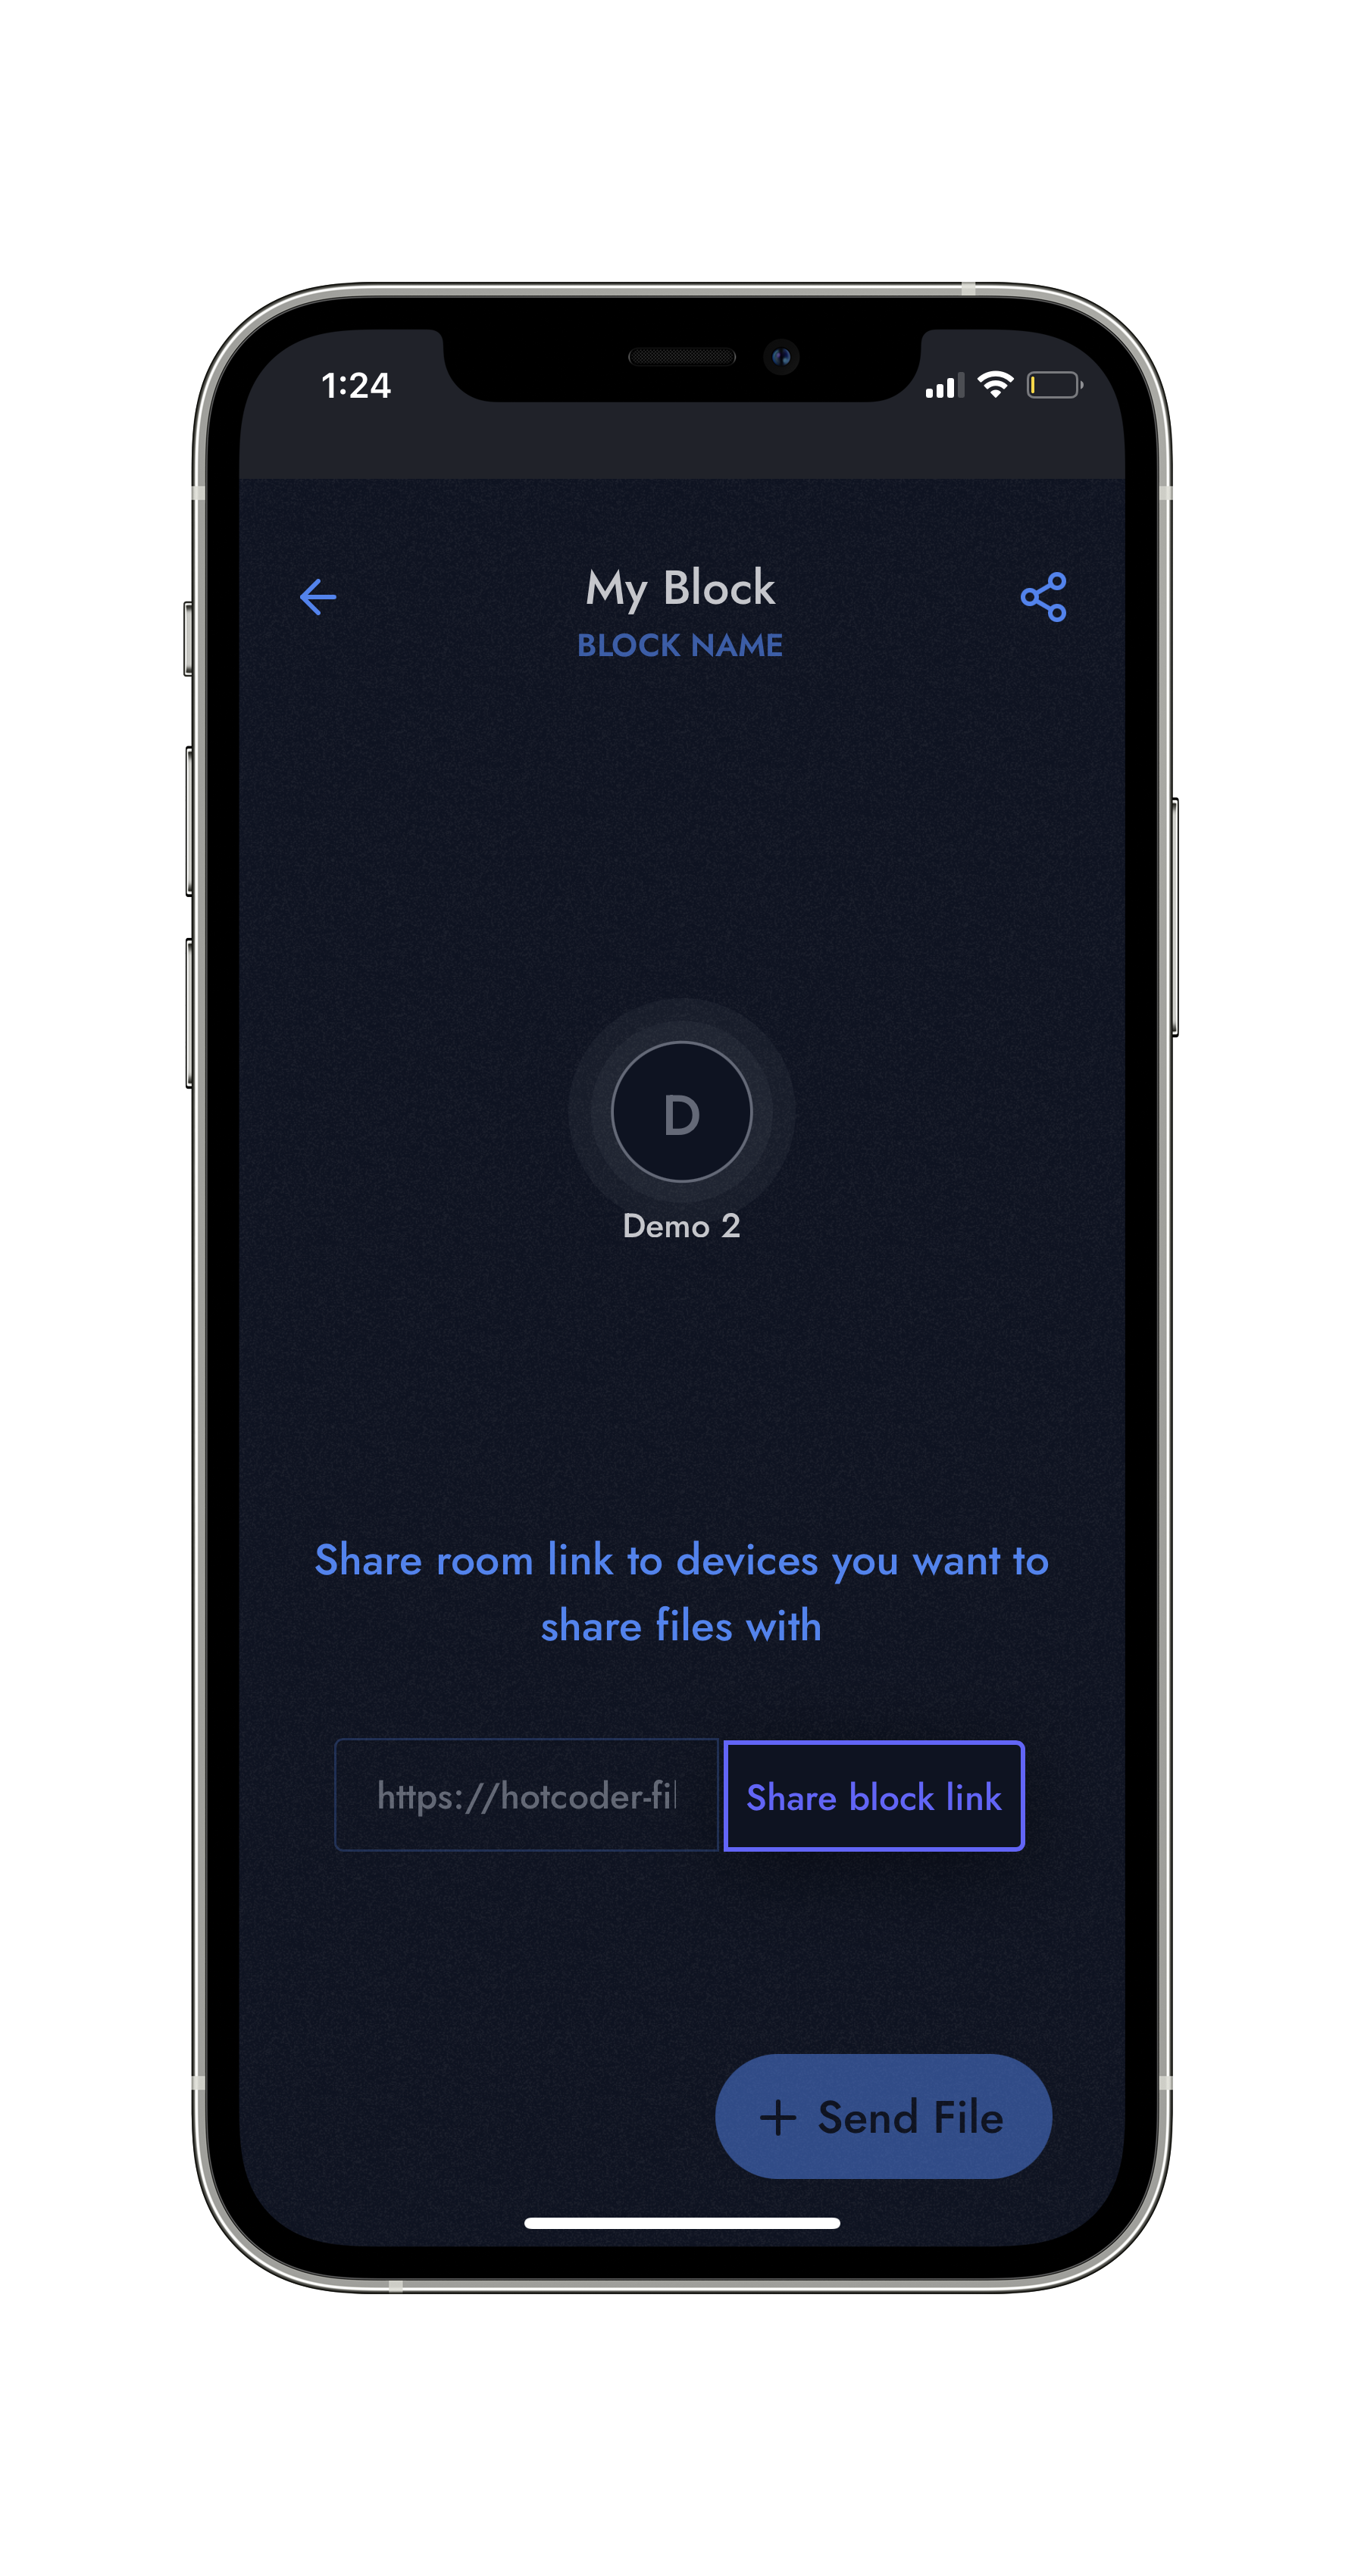 1:24
My Block
BLOCK NAME
D
Demo 2
Share room link to devices you want to
share files with
https://hotcoder-fil
Share block link
+ Send File